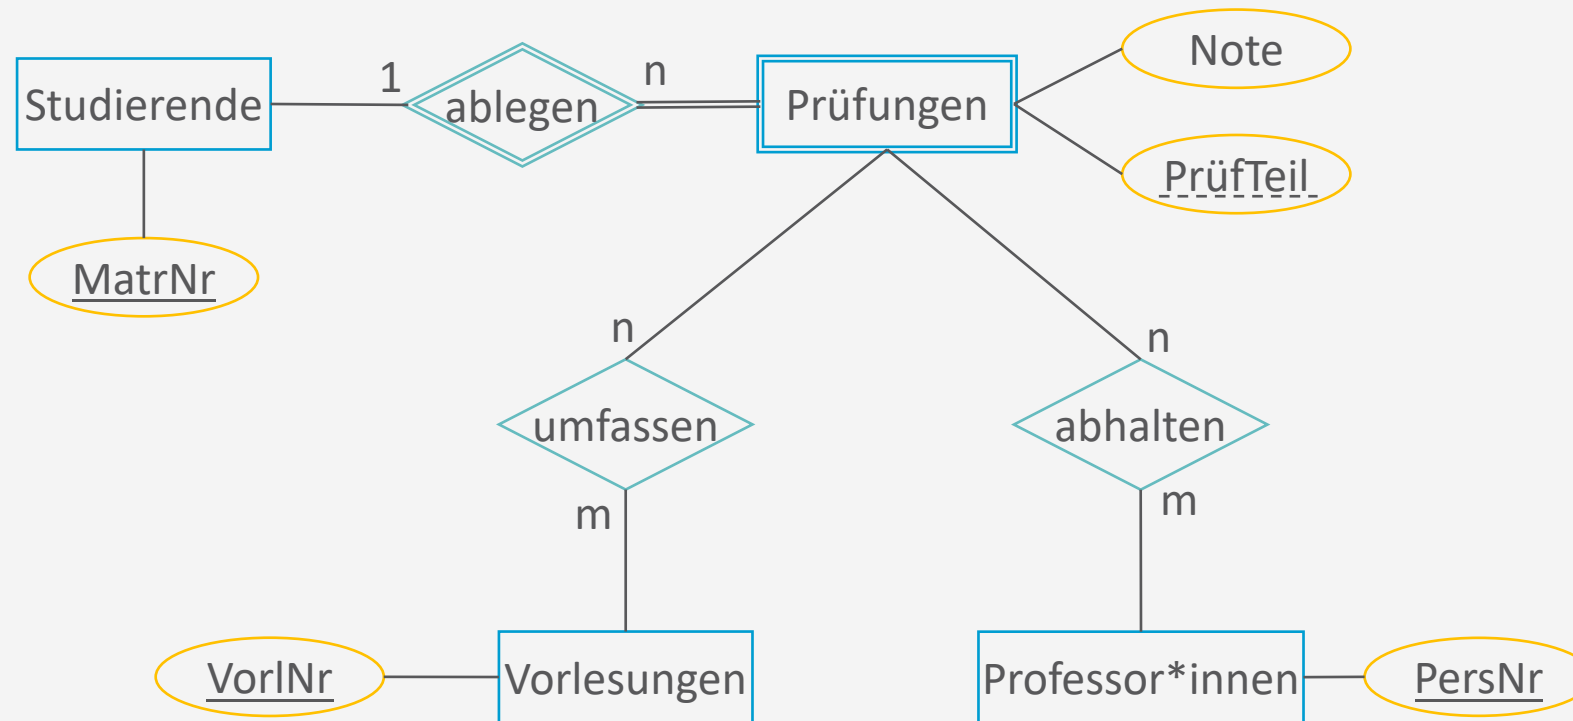 Note
1
n
Studierende
ablegen
Prüfungen
PrüfTeil
MatrNr
n
n
umfassen
abhalten
m
m
VorlNr
Vorlesungen
Professor*innen
PersNr